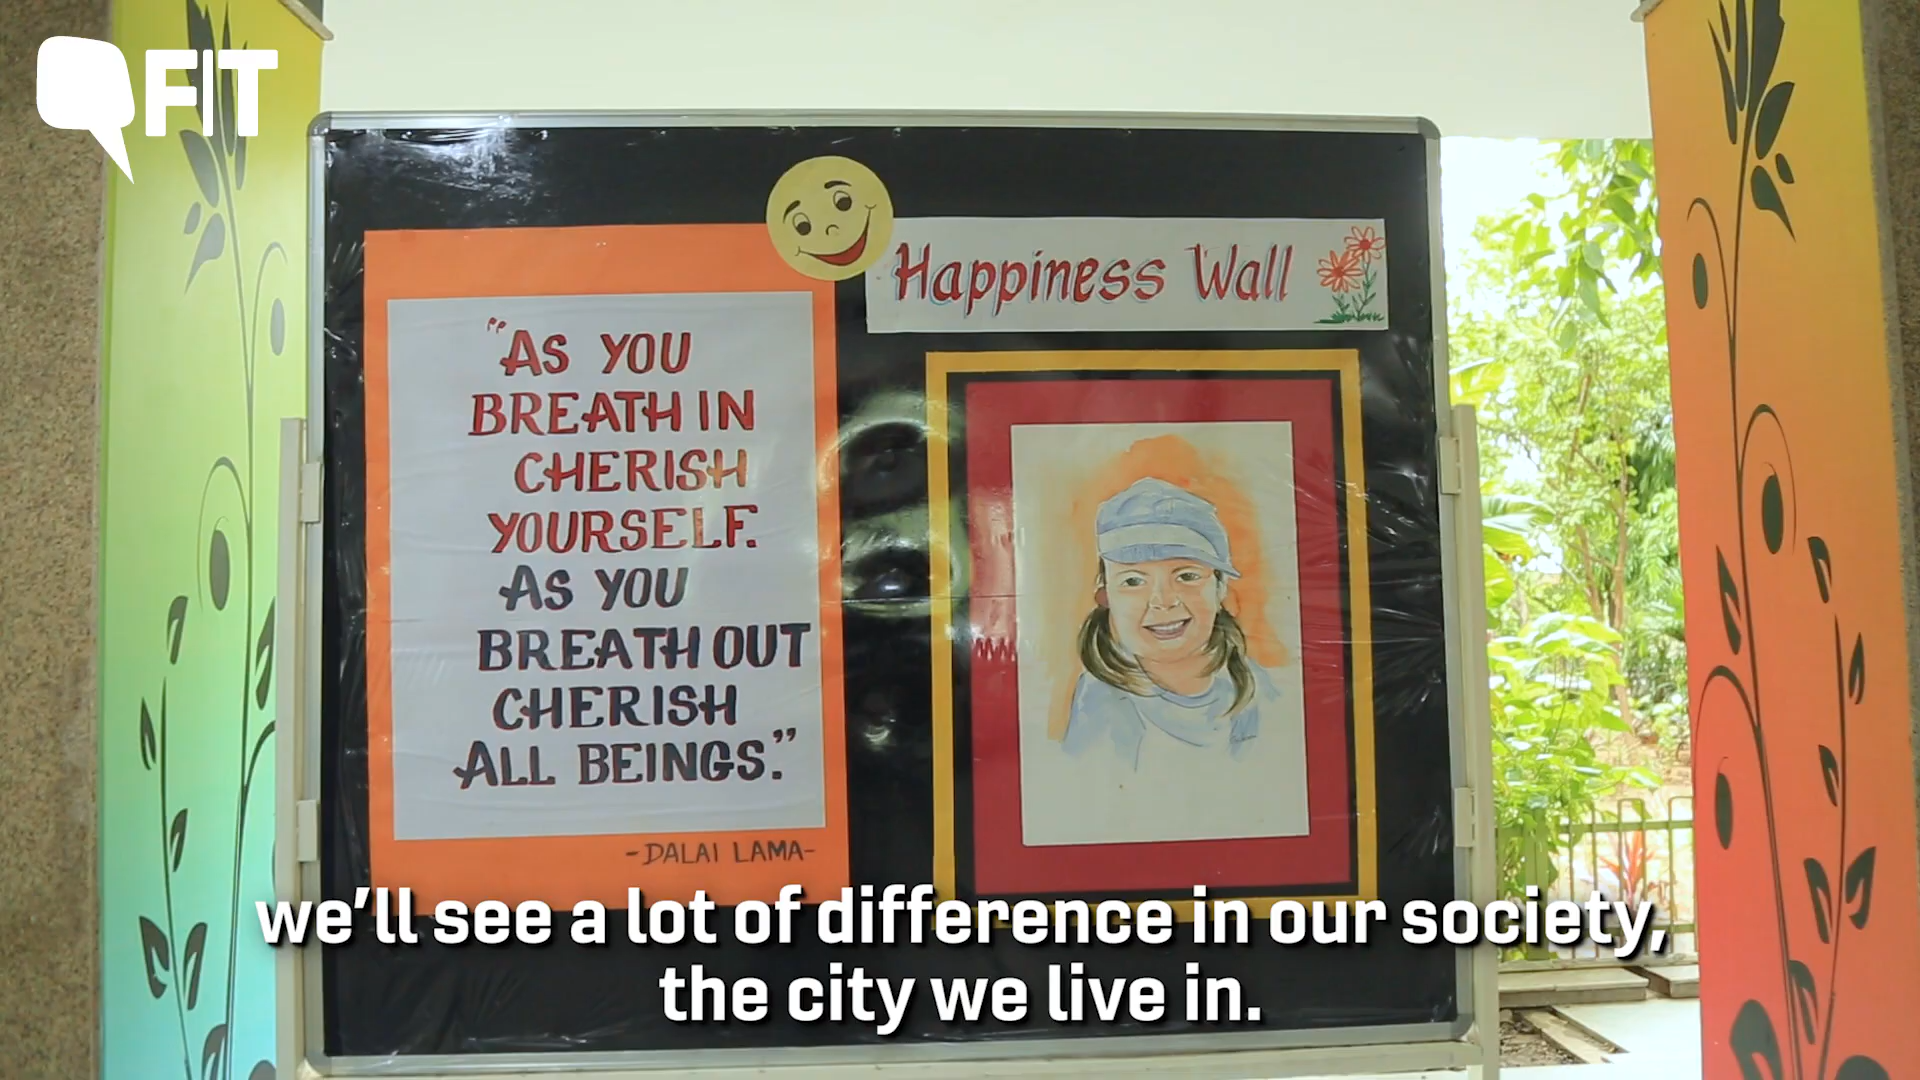 FIT
Happiness Wall
"AS YOU
BREATH IN
CHERISH
YOURSELF.
AS YOU
BREATH OUT
CHERISH
ALL BEINGS."
-DALAI LAMA-
we'll see a lot of difference in our society,
the city we live in.